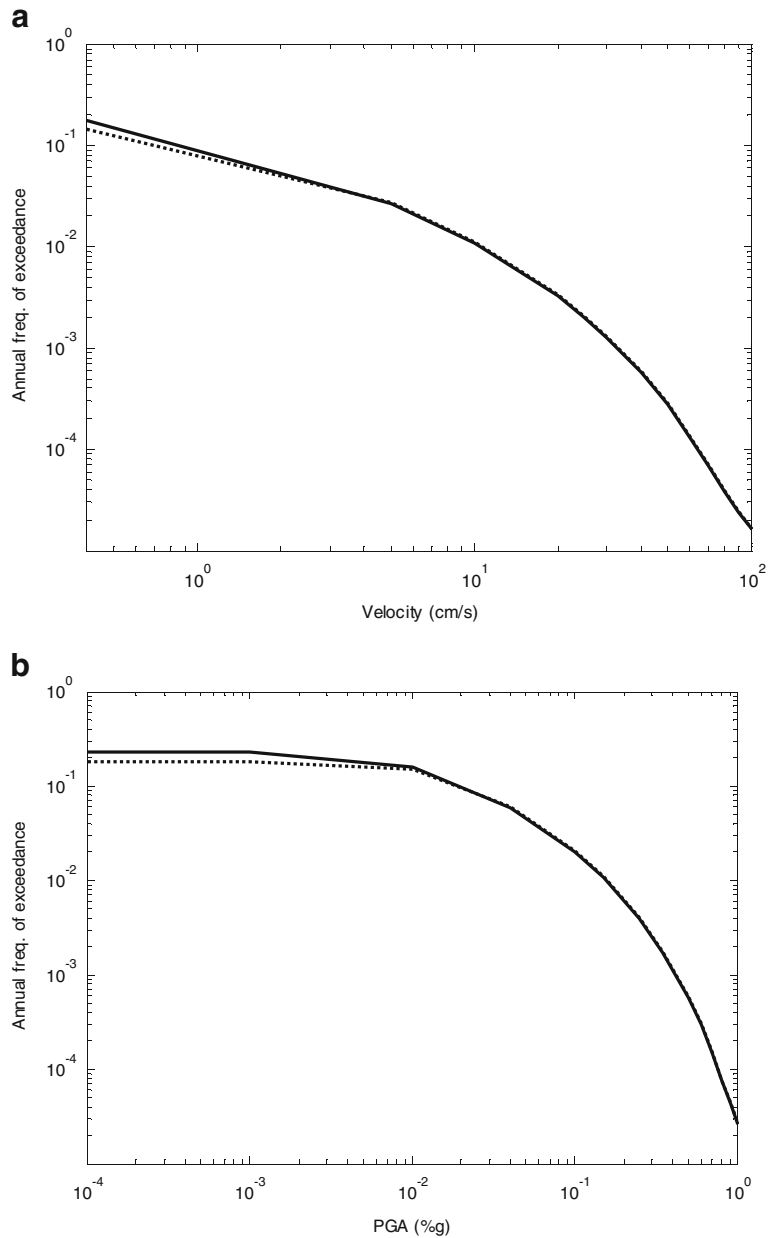 a
10^0
10^-1
10^-2
10^-3
10^-4
Annual freq. of exceedance
10^0 10^1 10^2
Velocity (cm/s)
b
10^0
10^-1
10^-2
10^-3
10^-4
Annual freq. of exceedance
10^-4 10^-3 10^-2 10^-1 10^0
PGA (%g)